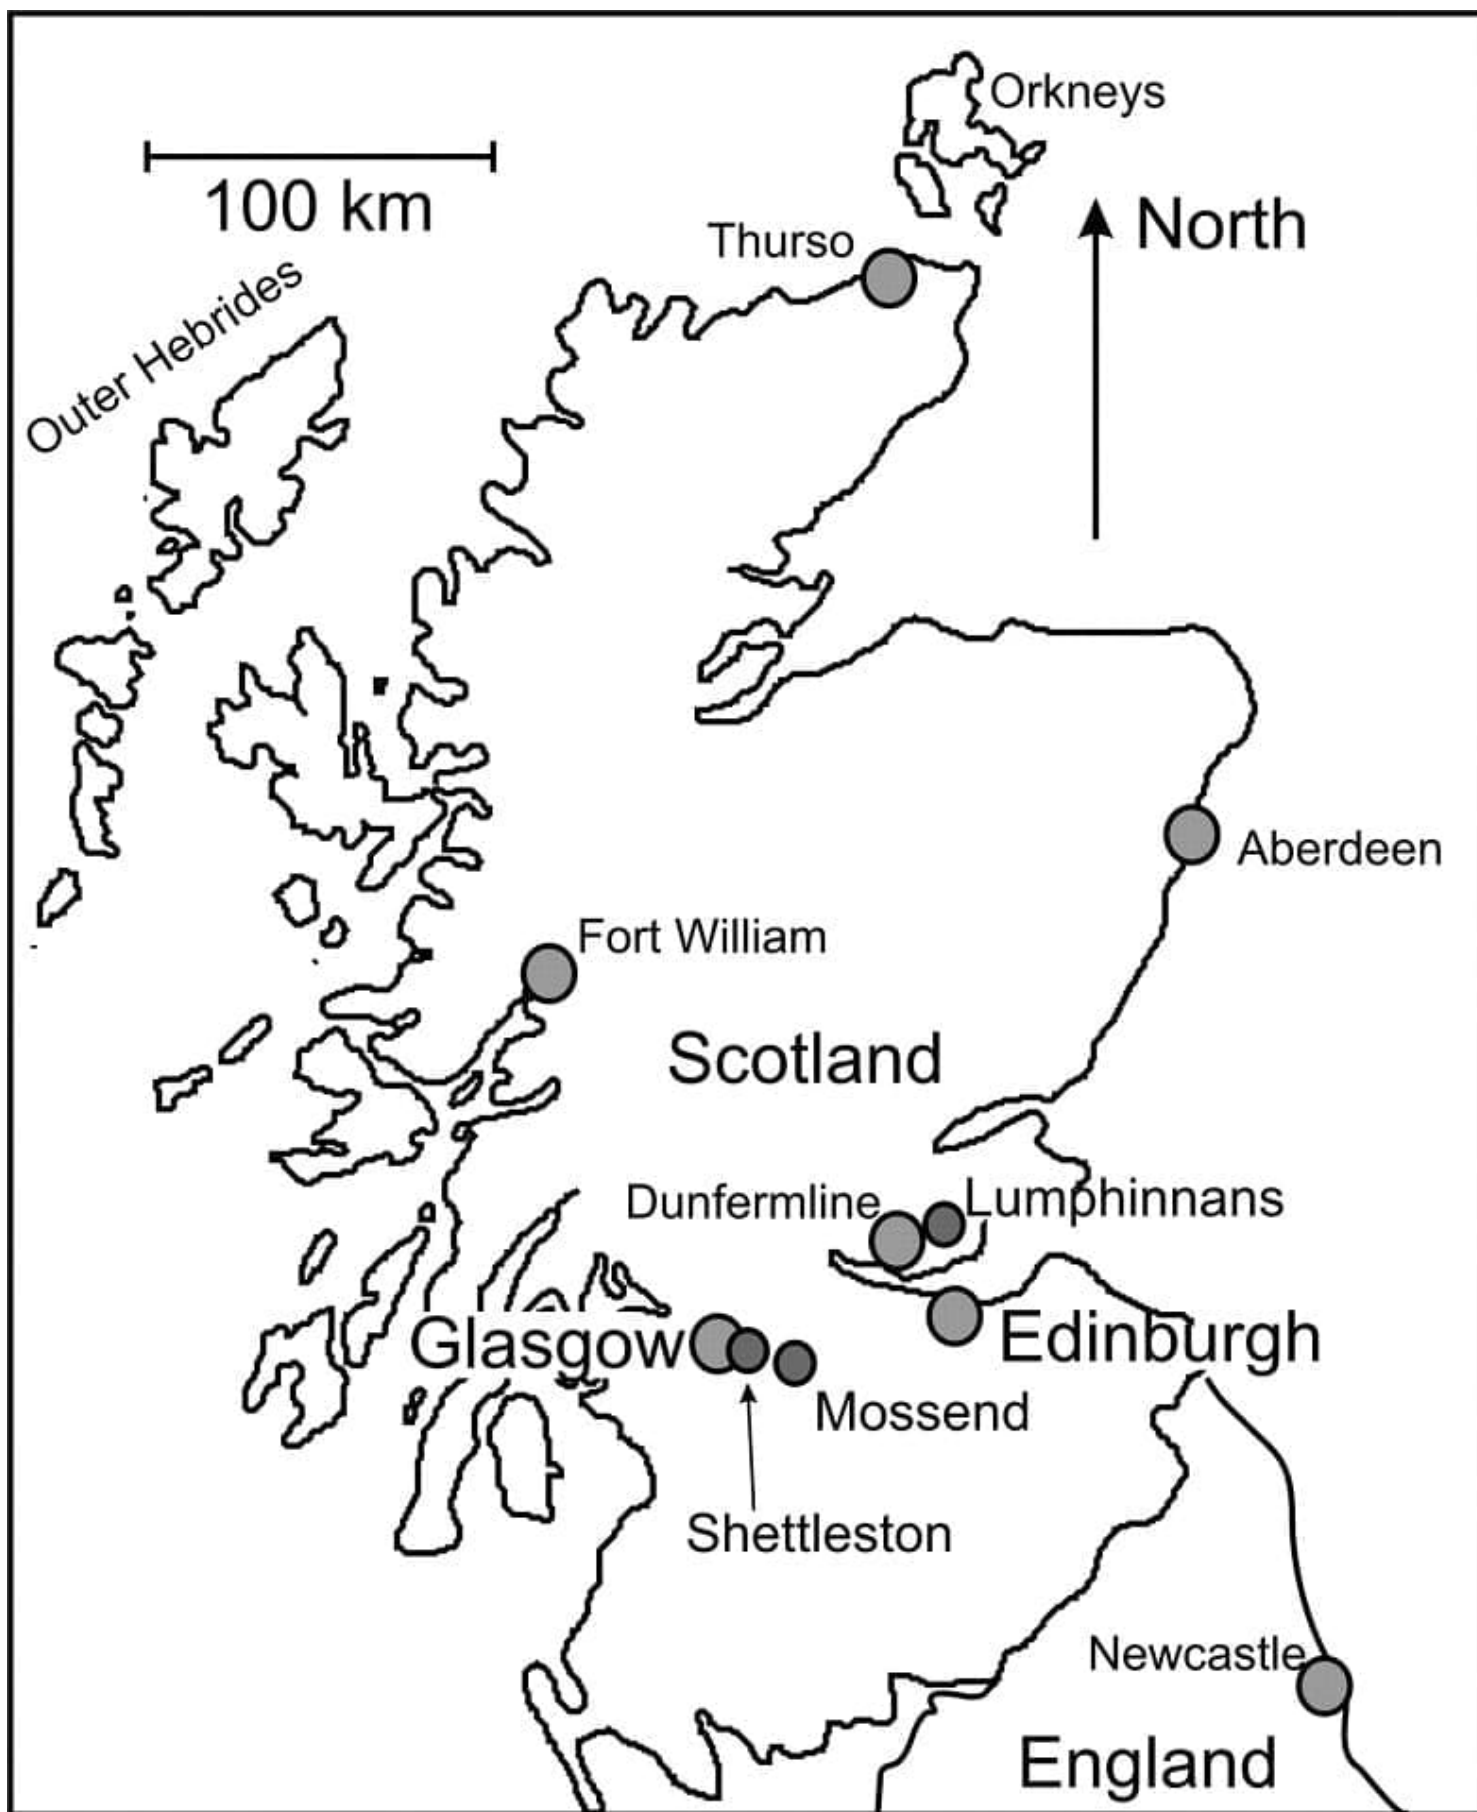 Orkneys
100 km
North
Thurso
Outer Hebrides
Aberdeen
Fort William
Scotland
Dunfermline
Lumphinnans
Glasgow
Edinburgh
Mossend
Shettleston
Newcastle
England